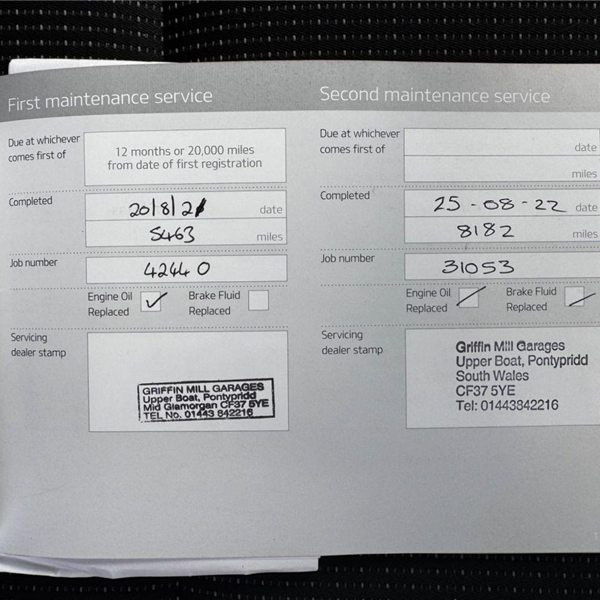 First maintenance service
Due at whichever
comes first of
12 months or 20,000 miles
from date of first registration
Completed
20/8/21
date
5463
miles
Job number
42440
Engine Oil
Replaced
Brake Fluid
Replaced
Servicing
dealer stamp
GRIFFIN MILL GARAGES
Upper Boat, Pontypridd
Mid Glamorgan CF37 5YE
TEL No. 01443 842216
Second maintenance service
Due at whichever
comes first of
date
miles
Completed
25-08-22
date
8182
miles
Job number
31053
Engine Oil
Replaced
Brake Fluid
Replaced
Servicing
dealer stamp
Griffin Mill Garages
Upper Boat, Pontypridd
South Wales
CF37 5YE
Tel: 01443842216